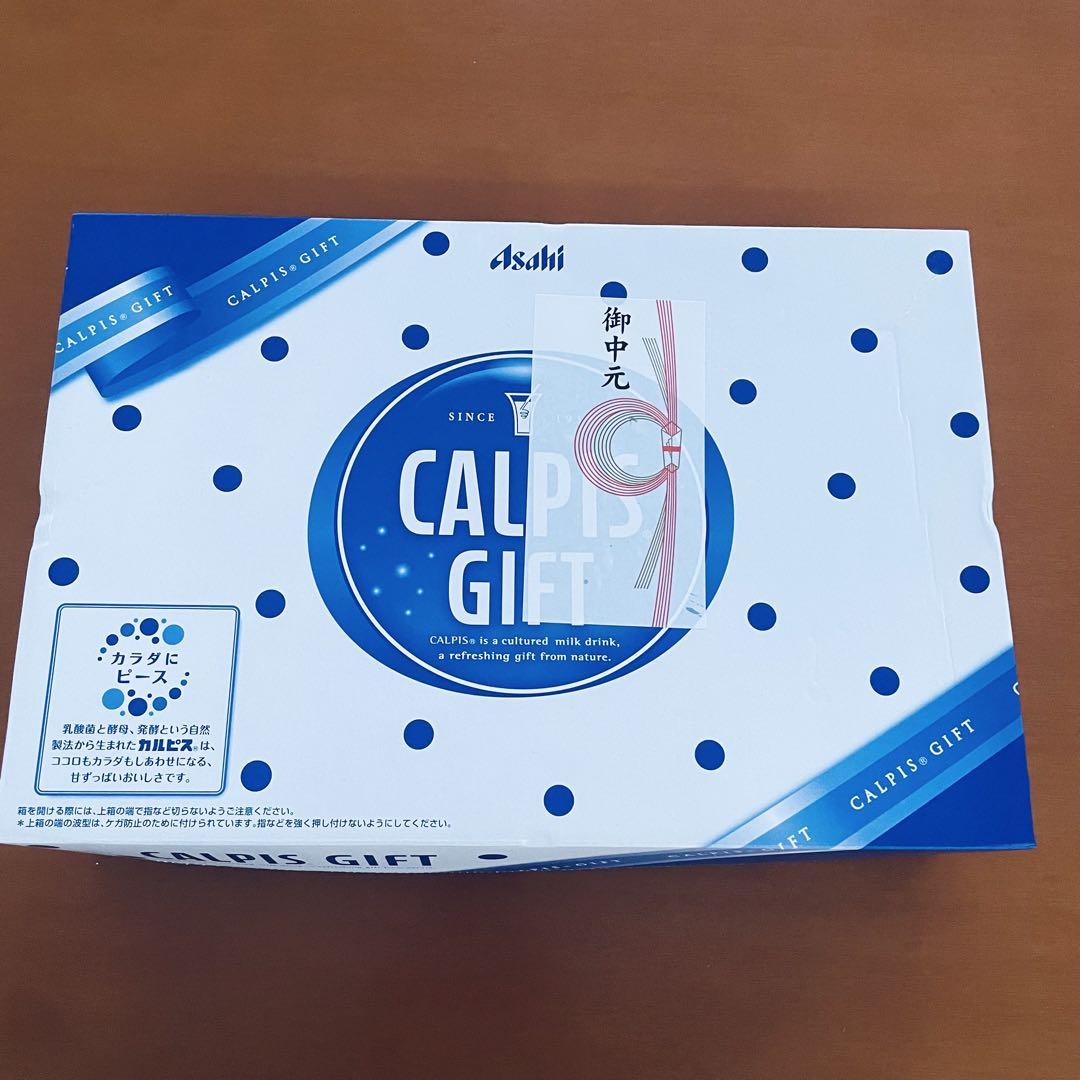 Asahi
CALPIS® GIFT
CALPIS® GIFT
御中元
SINCE 19
CALPIS
GIFT
CALPIS® is a cultured milk drink,
a refreshing gift from nature.
カラダに
ピース
乳酸菌と酵母、発酵という自然
製法から生まれたカルピス®は、
ココロもカラダもしあわせになる、
甘ずっぱいおいしさです。
CALPIS® GIFT
箱を開ける際には、上箱の端で指など切らないようご注意ください。
＊上箱の端の波型は、ケガ防止のために付けられています。指などを強く押し付けないようにしてください。
CALPIS GIFT
CALPIS® GIFT